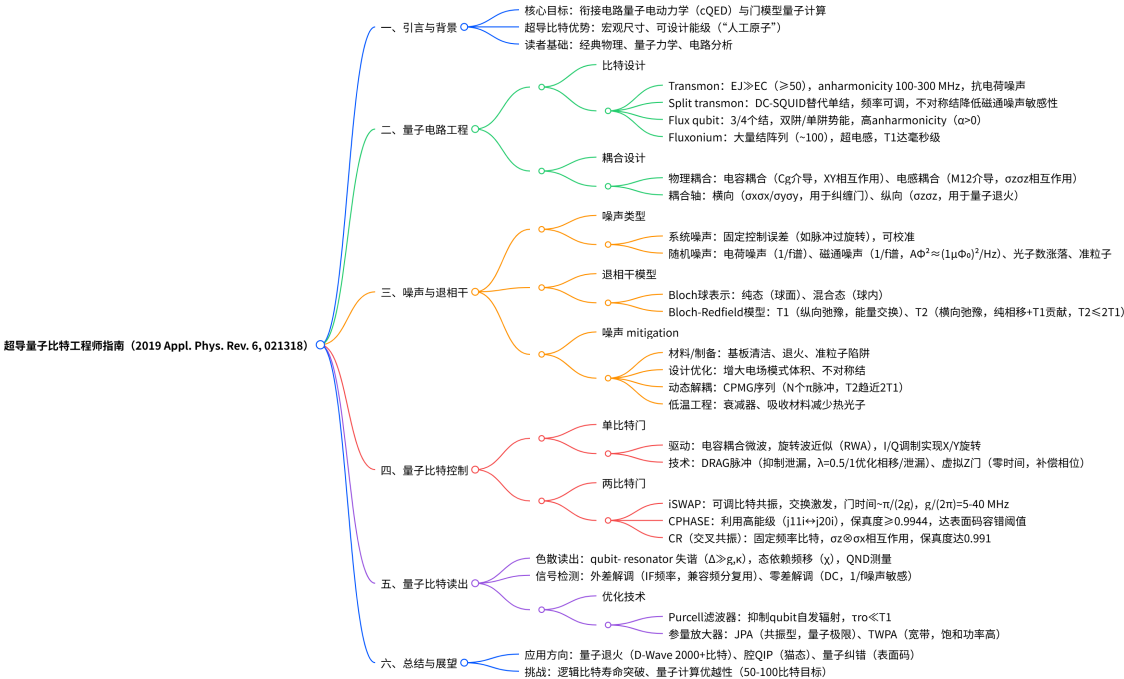 超导量子比特工程师指南（2019 Appl. Phys. Rev. 6, 021318）
一、引言与背景
核心目标：衔接电路量子电动力学（cQED）与门模型量子计算
超导比特优势：宏观尺寸、可设计能级（“人工原子”）
读者基础：经典物理、量子力学、电路分析
二、量子电路工程
比特设计
Transmon：EJ≫EC（≥50），anharmonicity 100-300 MHz，抗电荷噪声
Split transmon：DC-SQUID替代单结，频率可调，不对称结降低磁通噪声敏感性
Flux qubit：3/4个结，双阱/单阱势能，高anharmonicity（α>0）
Fluxonium：大量结阵列（~100），超电感，T1达毫秒级
耦合设计
物理耦合：电容耦合（Cg介导，XY相互作用）、电感耦合（M12介导，σzσz相互作用）
耦合轴：横向（σxσx/σyσy，用于纠缠门）、纵向（σzσz，用于量子退火）
三、噪声与退相干
噪声类型
系统噪声：固定控制误差（如脉冲过旋转），可校准
随机噪声：电荷噪声（1/f谱）、磁通噪声（1/f谱，AΦ²≈(1μΦ₀)²/Hz）、光子数涨落、准粒子
退相干模型
Bloch球表示：纯态（球面）、混合态（球内）
Bloch-Redfield模型：T1（纵向弛豫，能量交换）、T2（横向弛豫，纯相移+T1贡献，T2≤2T1）
噪声 mitigation
材料/制备：基板清洁、退火、准粒子陷阱
设计优化：增大电场模式体积、不对称结
动态解耦：CPMG序列（N个π脉冲，T2趋近2T1）
低温工程：衰减器、吸收材料减少热光子
四、量子比特控制
单比特门
驱动：电容耦合微波，旋转波近似（RWA），I/Q调制实现X/Y旋转
技术：DRAG脉冲（抑制泄漏，λ=0.5/1优化相移/泄漏）、虚拟Z门（零时间，补偿相位）
两比特门
iSWAP：可调比特共振，交换激发，门时间~π/(2g)，g/(2π)=5-40 MHz
CPHASE：利用高能级（j11i↔j20i），保真度≥0.9944，达表面码容错阈值
CR（交叉共振）：固定频率比特，σz⊗σx相互作用，保真度达0.991
五、量子比特读出
色散读出：qubit- resonator 失谐（Δ≫g,κ），态依赖频移（χ），QND测量
信号检测：外差解调（IF频率，兼容频分复用）、零差解调（DC，1/f噪声敏感）
优化技术
Purcell滤波器：抑制qubit自发辐射，τro≪T1
参量放大器：JPA（共振型，量子极限）、TWPA（宽带，饱和功率高）
六、总结与展望
应用方向：量子退火（D-Wave 2000+比特）、腔QIP（猫态）、量子纠错（表面码）
挑战：逻辑比特寿命突破、量子计算优越性（50-100比特目标）